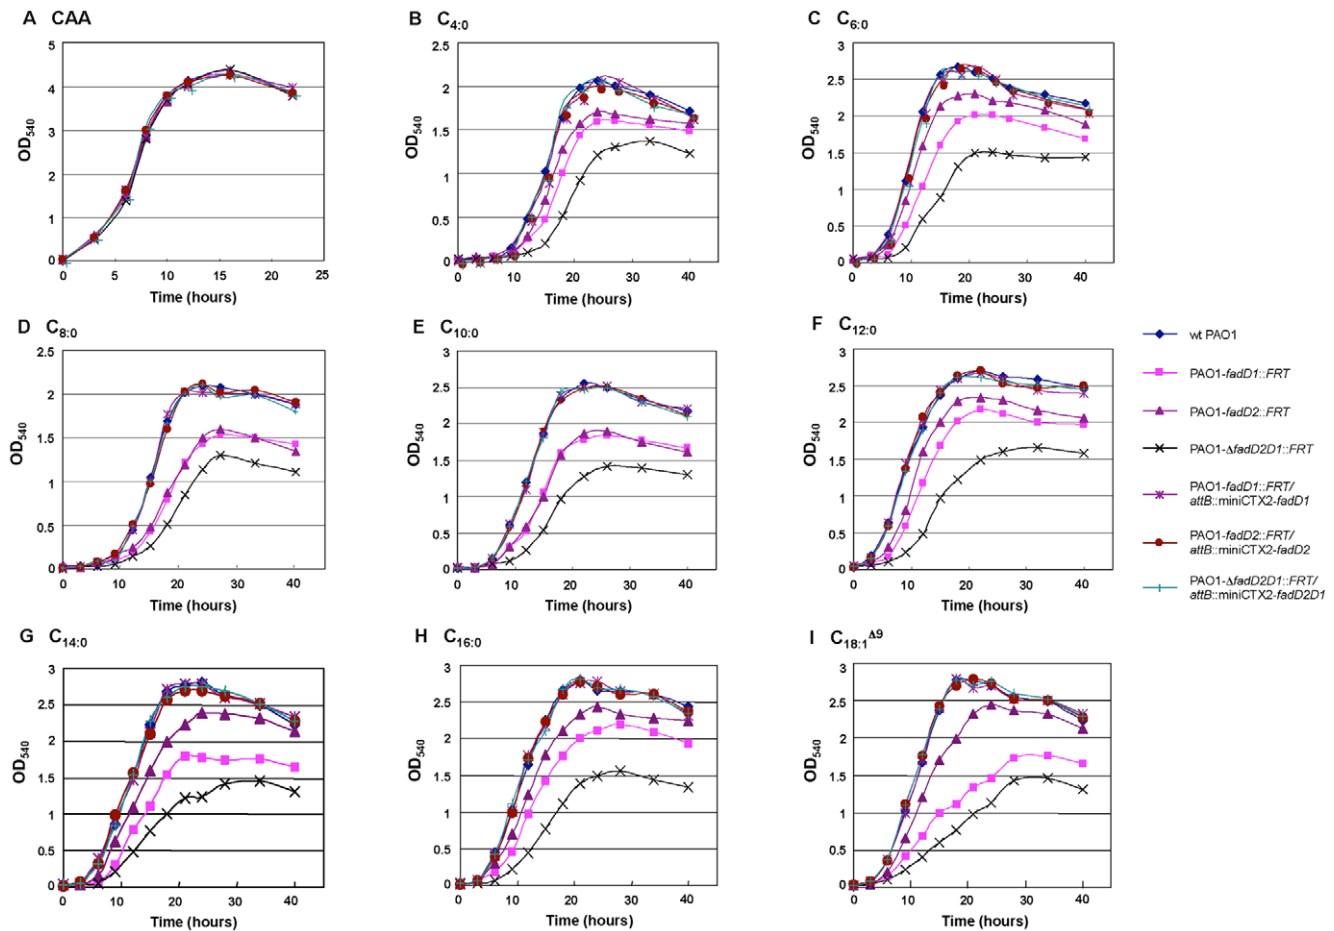 A CAA
5
4
3
2
1
0
OD540
0 5 10 15 20 25
Time (hours)
B C4:0
2.5
2
1.5
1
0.5
0
OD540
0 10 20 30 40
Time (hours)
C C6:0
3
2.5
2
1.5
1
0.5
0
OD540
0 10 20 30 40
Time (hours)
D C8:0
2.5
2
1.5
1
0.5
0
OD540
0 10 20 30 40
Time (hours)
E C10:0
3
2.5
2
1.5
1
0.5
0
OD540
0 10 20 30 40
Time (hours)
F C12:0
3
2.5
2
1.5
1
0.5
0
OD540
0 10 20 30 40
Time (hours)
wt PAO1
PAO1-fadD1::FRT
PAO1-fadD2::FRT
PAO1-ΔfadD2D1::FRT
PAO1-fadD1::FRT/
attB::miniCTX2-fadD1
PAO1-fadD2::FRT/
attB::miniCTX2-fadD2
PAO1-ΔfadD2D1::FRT/
attB::miniCTX2-fadD2D1
G C14:0
3
2.5
2
1.5
1
0.5
0
OD540
0 10 20 30 40
Time (hours)
H C16:0
3
2.5
2
1.5
1
0.5
0
OD540
0 10 20 30 40
Time (hours)
I C18:1Δ9
3
2.5
2
1.5
1
0.5
0
OD540
0 10 20 30 40
Time (hours)